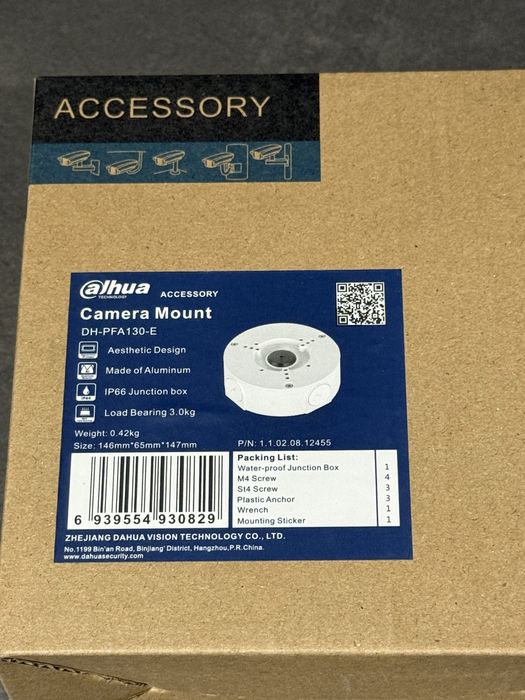 ACCESSORY
alhua
TECHNOLOGY
ACCESSORY
Camera Mount
DH-PFA130-E
Aesthetic Design
Made of Aluminum
IP66 Junction box
Load Bearing 3.0kg
Weight: 0.42kg
Size: 146mm*65mm*147mm
P/N: 1.1.02.08.12455
Packing List:
Water-proof Junction Box 1
M4 Screw 4
St4 Screw 3
Plastic Anchor 3
Wrench 1
Mounting Sticker 1
6 939554 930829
ZHEJIANG DAHUA VISION TECHNOLOGY CO., LTD.
No.1199 Bin'an Road, Binjiang' District, Hangzhou,P.R.China.
www.dahuasecurity.com